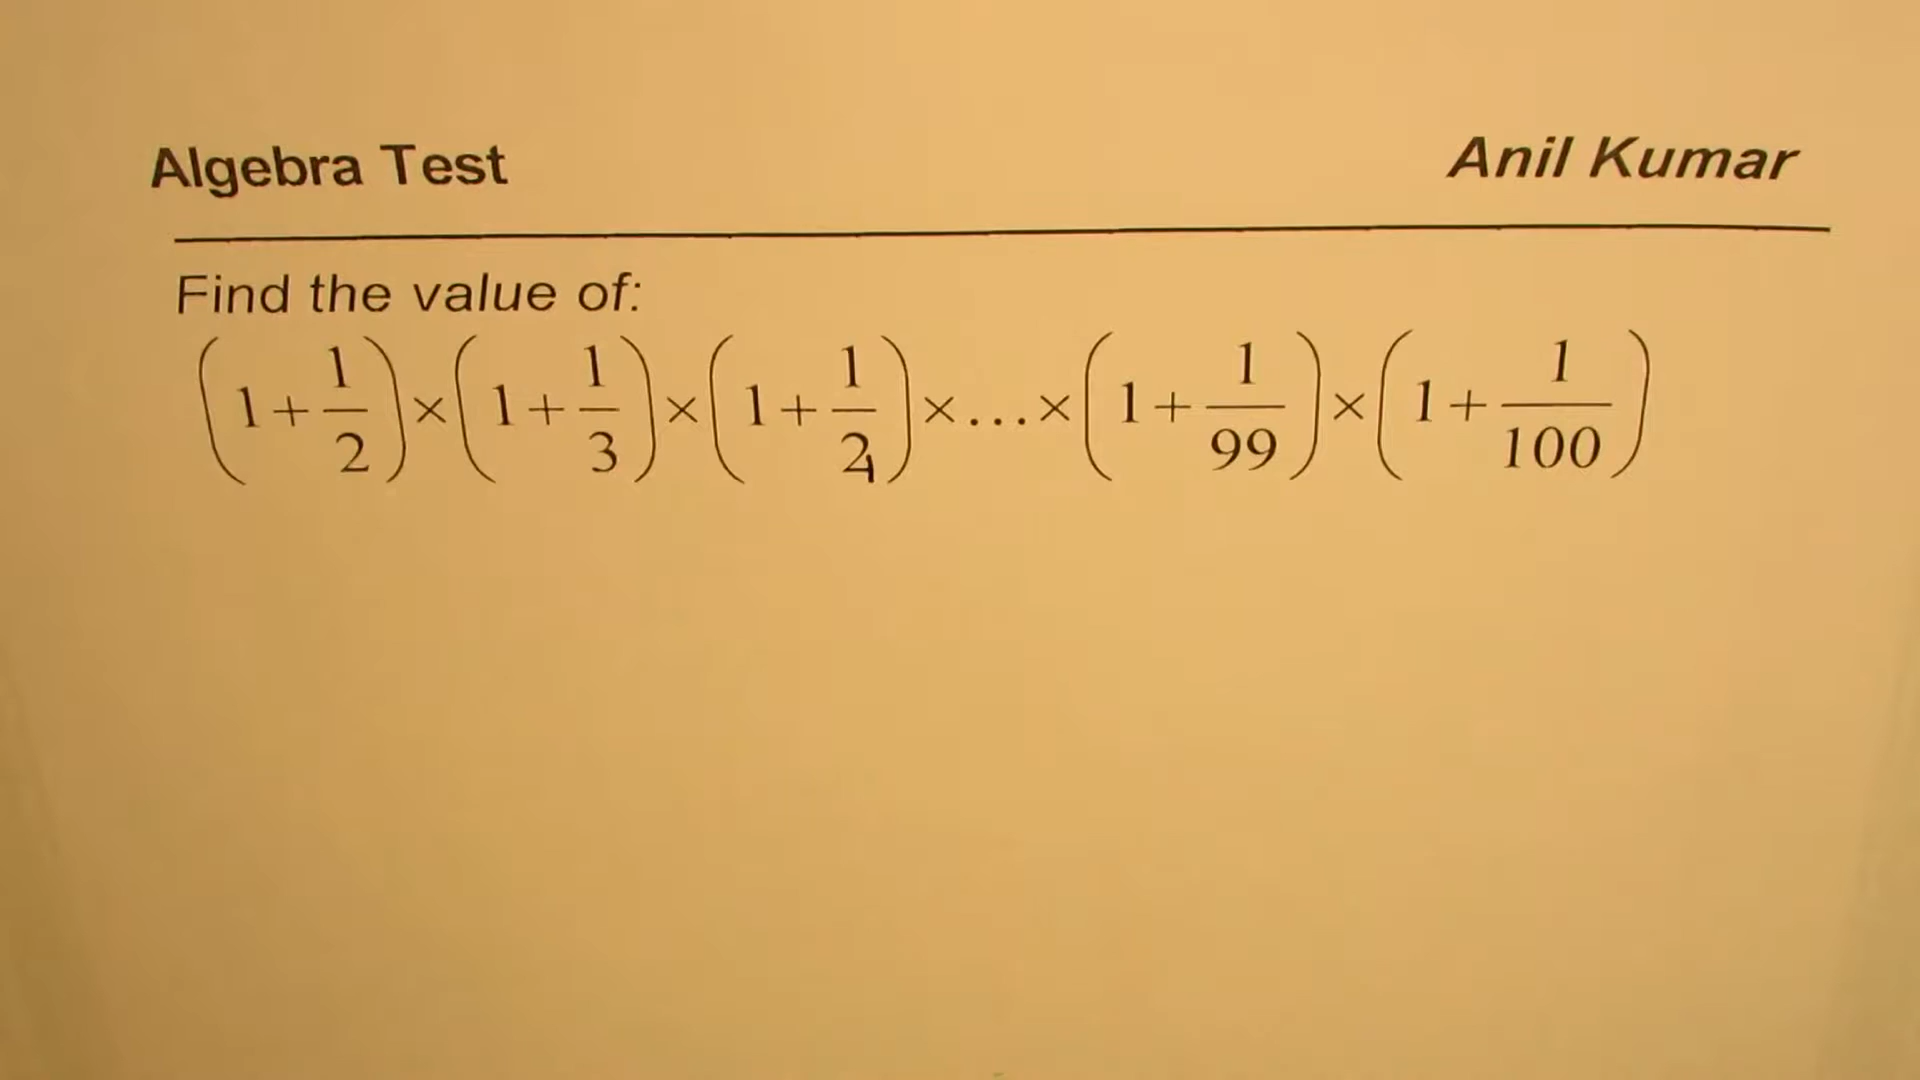 Algebra Test
Anil Kumar
Find the value of:
(1+1/2)×(1+1/3)×(1+1/4)×...×(1+1/99)×(1+1/100)